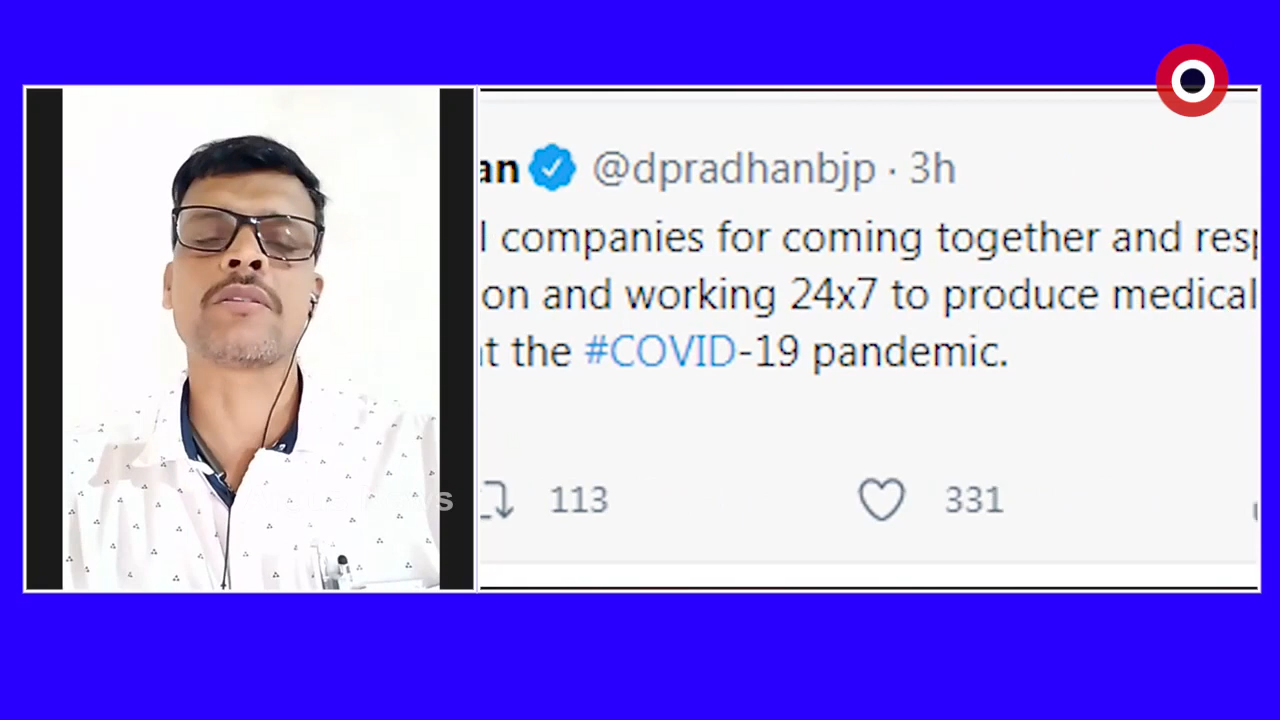 an @dpradhanbjp · 3h
l companies for coming together and resp
on and working 24x7 to produce medical
t the #COVID-19 pandemic.
113 331